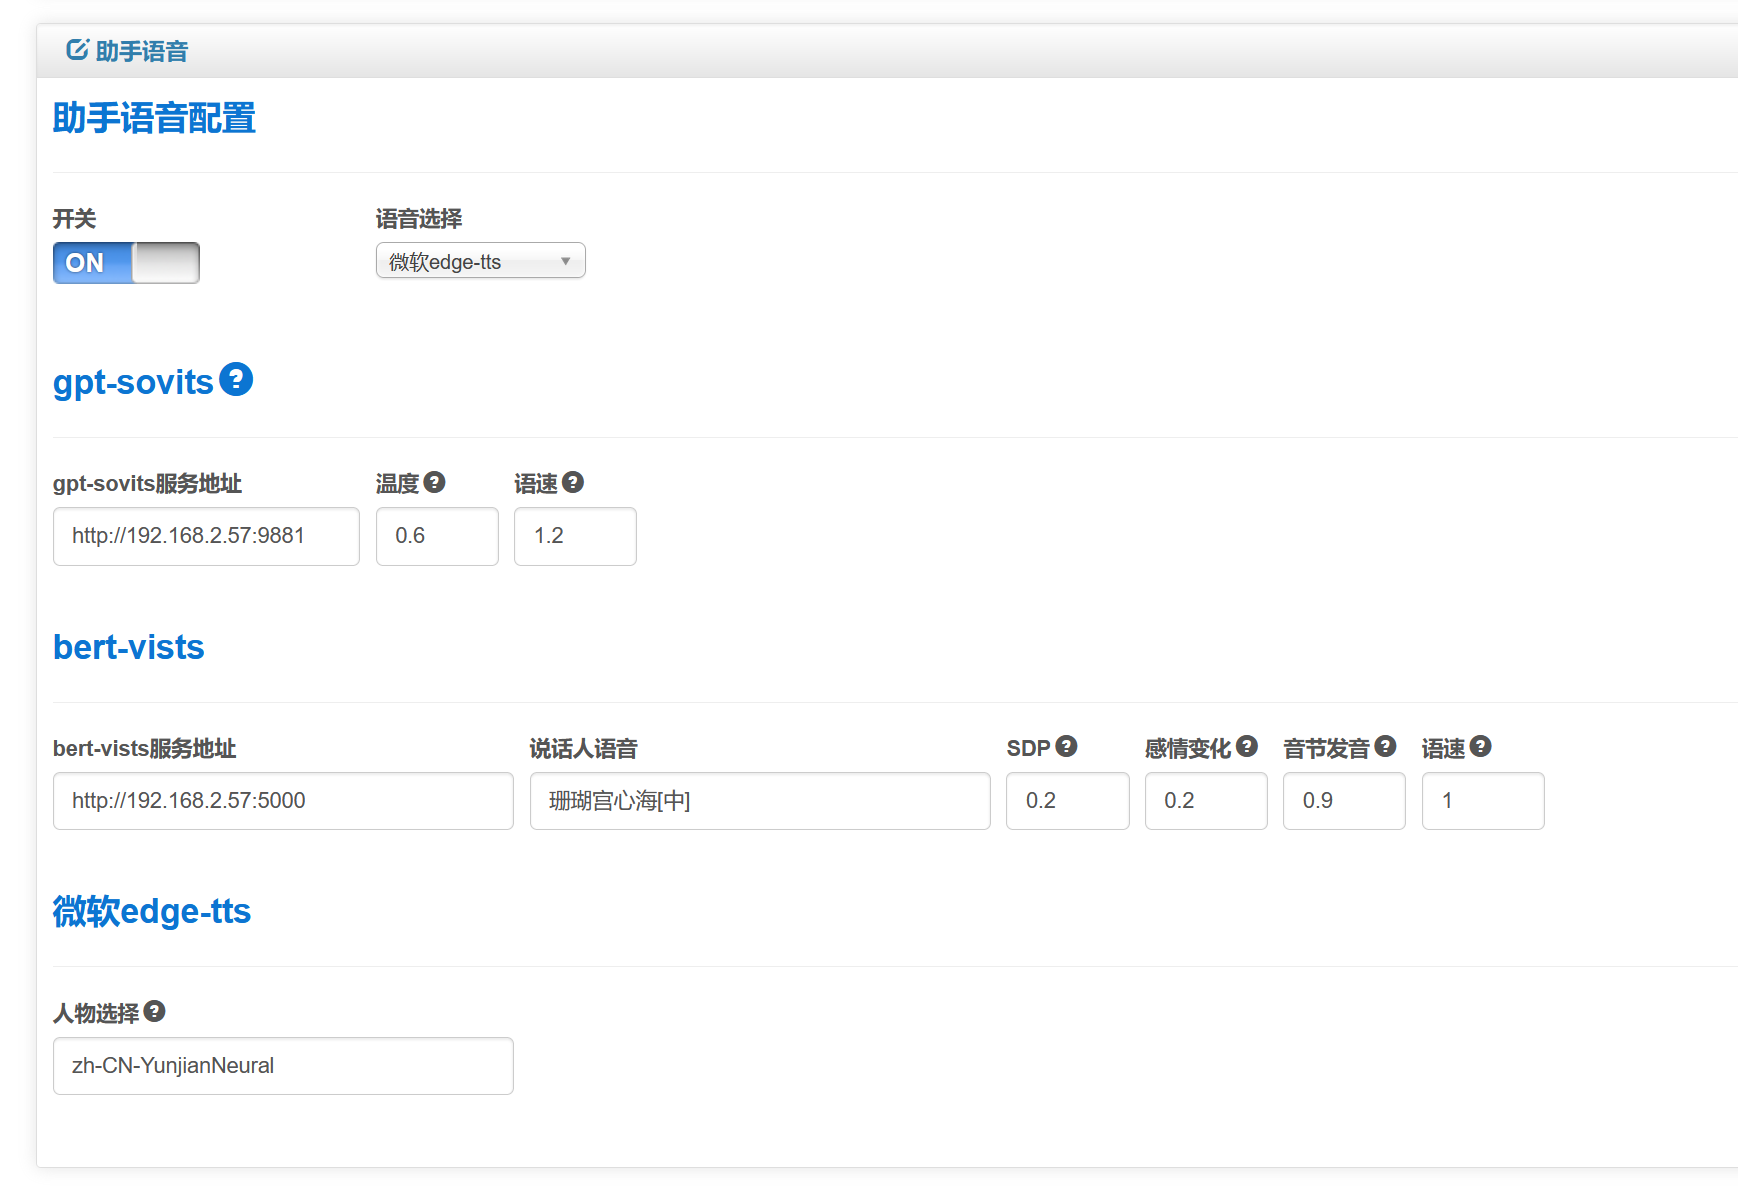 助手语音
助手语音配置
开关 语音选择
ON 微软edge-tts
gpt-sovits
gpt-sovits服务地址 温度 语速
http://192.168.2.57:9881 0.6 1.2
bert-vists
bert-vists服务地址 说话人语音 SDP 感情变化 音节发音 语速
http://192.168.2.57:5000 珊瑚宫心海[中] 0.2 0.2 0.9 1
微软edge-tts
人物选择
zh-CN-YunjianNeural